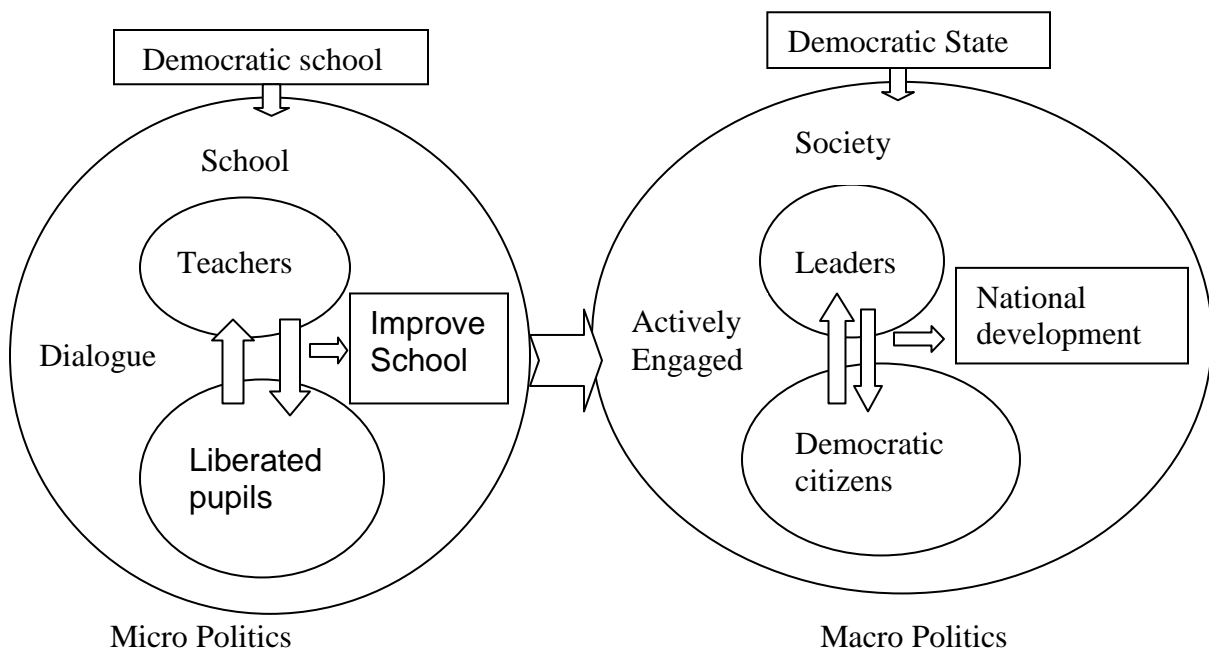 Democratic school
School
Teachers
Dialogue
Improve
School
Liberated
pupils
Micro Politics
Democratic State
Society
Leaders
Actively
Engaged
National
development
Democratic
citizens
Macro Politics